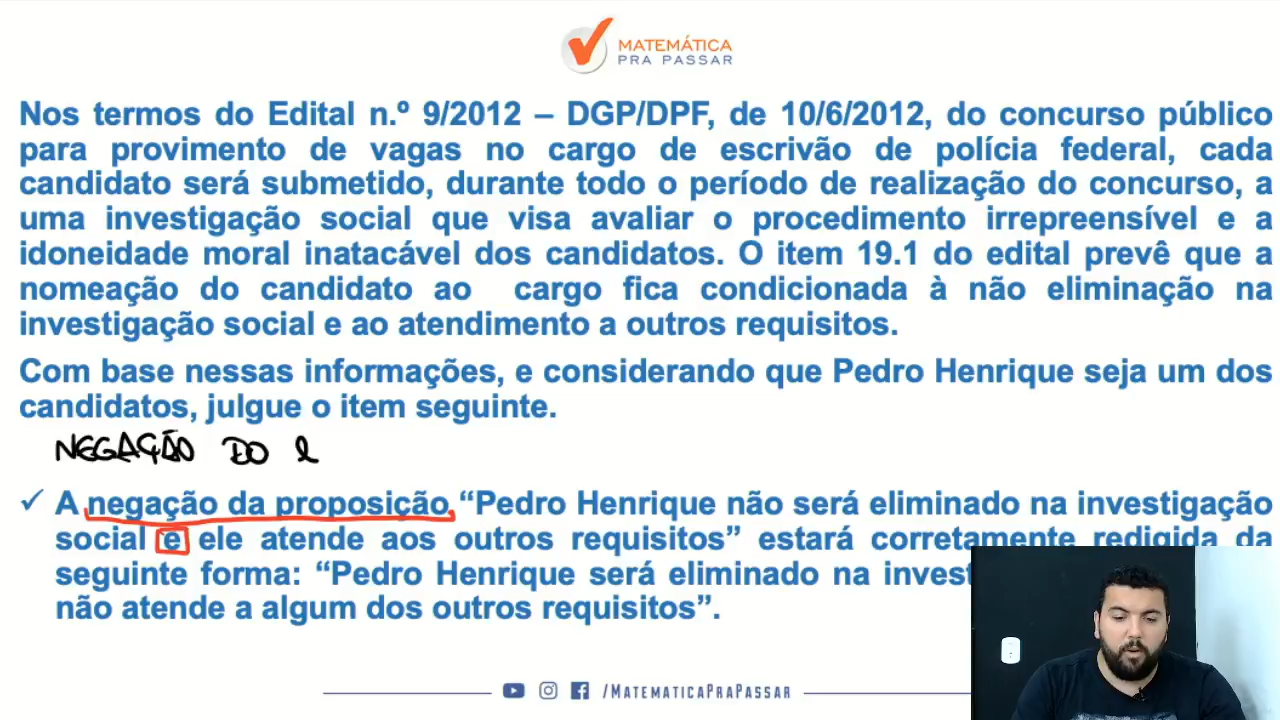 MATEMÁTICA
PRA PASSAR
Nos termos do Edital n.º 9/2012 – DGP/DPF, de 10/6/2012, do concurso público
para provimento de vagas no cargo de escrivão de polícia federal, cada
candidato será submetido, durante todo o período de realização do concurso, a
uma investigação social que visa avaliar o procedimento irrepreensível e a
idoneidade moral inatacável dos candidatos. O item 19.1 do edital prevê que a
nomeação do candidato ao cargo fica condicionada à não eliminação na
investigação social e ao atendimento a outros requisitos.
Com base nessas informações, e considerando que Pedro Henrique seja um dos
candidatos, julgue o item seguinte.
NEGAÇÃO DO
✓ A negação da proposição “Pedro Henrique não será eliminado na investigação
social e ele atende aos outros requisitos” estará corretamente redigida da
seguinte forma: “Pedro Henrique será eliminado na
não atende a algum dos outros requisitos”.
/MATEMATICAPRAPASSAR